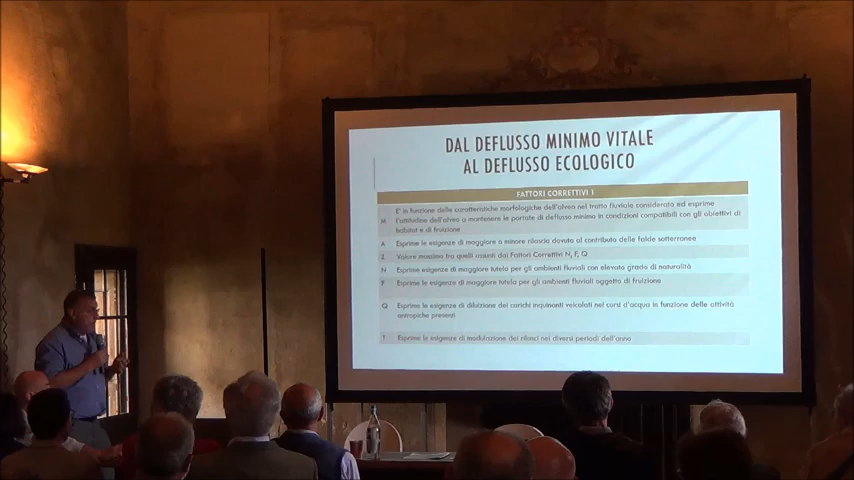 DAL DEFLUSSO MINIMO VITALE
AL DEFLUSSO ECOLOGICO
FATTORI CORRETTIVI 1
E' in funzione delle caratteristiche morfologiche dell'alveo nel tratto fluviale considerato ed esprime
M l'attitudine dell'alveo a mantenere le portate di deflusso minimo in condizioni compatibili con gli obiettivi di
habitat e di fruizione
A Esprime le esigenze di maggiore o minore rilascio dovuto al contributo delle falde sotterranee
Z Valore massimo fra quelli assunti dai Fattori Correttivi N, F, Q
N Esprime esigenze di maggiore tutela per gli ambienti fluviali con elevato grado di naturalità
F Esprime le esigenze di maggiore tutela per gli ambienti fluviali oggetto di fruizione
Q Esprime le esigenze di diluizione dei carichi inquinanti veicolati nei corsi d'acqua in funzione delle attività
antropiche presenti
T Esprime le esigenze di modulazione dei rilasci nei diversi periodi dell'anno